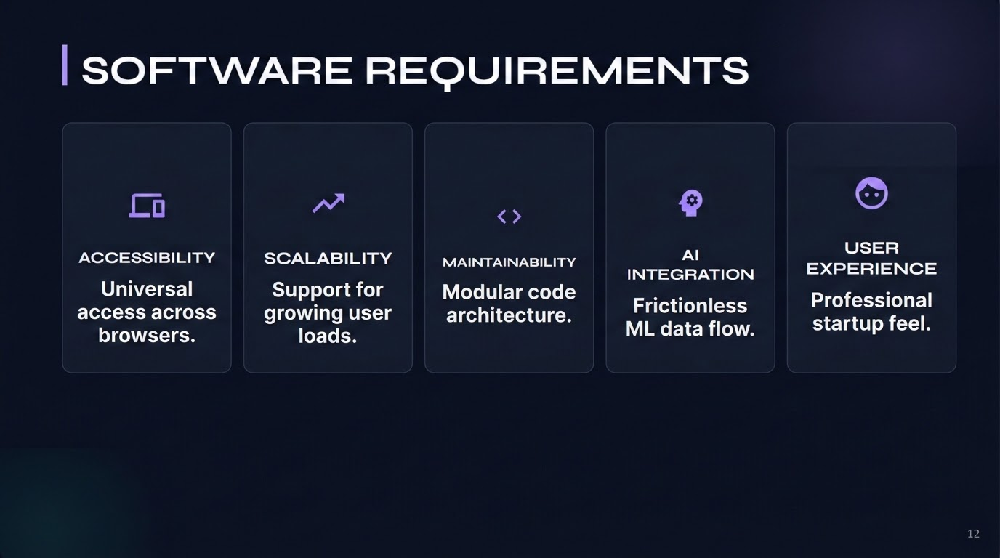 SOFTWARE REQUIREMENTS
ACCESSIBILITY
Universal
access across
browsers.
SCALABILITY
Support for
growing user
loads.
MAINTAINABILITY
Modular code
architecture.
AI
INTEGRATION
Frictionless
ML data flow.
USER
EXPERIENCE
Professional
startup feel.
12